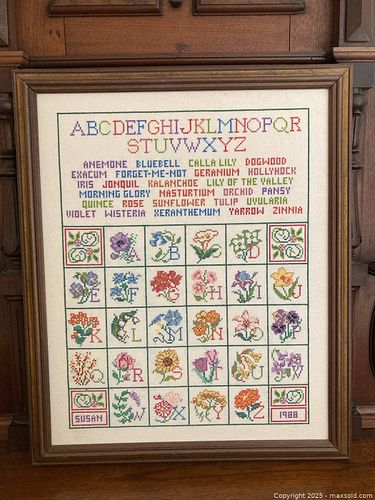 ABCDEFGHIJKLMNOPQR
STUVWXYZ
ANEMONE BLUEBELL CALLA LILY DOGWOOD
EXACUM FORGET-ME-NOT GERANIUM HOLLYHOCK
IRIS JONQUIL KALANCHOE LILY OF THE VALLEY
MORNING GLORY NASTURTIUM ORCHID PANSY
QUINCE ROSE SUNFLOWER TULIP UVULARIA
VIOLET WISTERIA XERANTHEMUM YARROW ZINNIA
A B C D
E F G H I J
K L M N O P
Q R S T U V
W X Y Z
SUSAN 1988
Copyright 2025 - maxsold.com